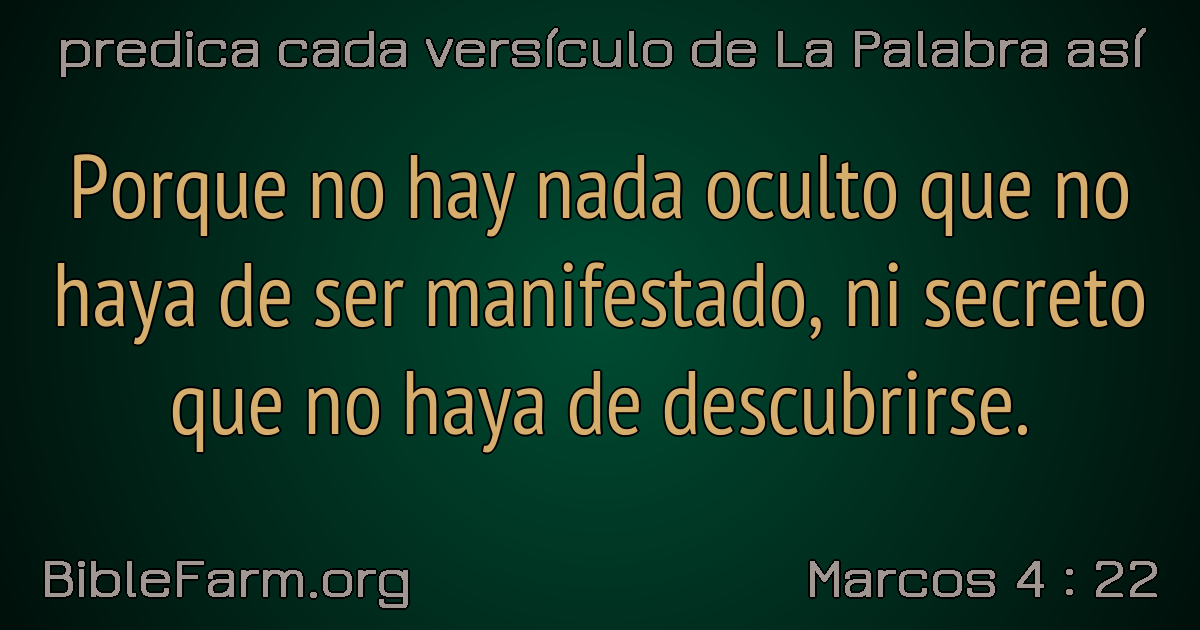 predica cada versículo de La Palabra así
Porque no hay nada oculto que no
haya de ser manifestado, ni secreto
que no haya de descubrirse.
BibleFarm.org
Marcos 4 : 22